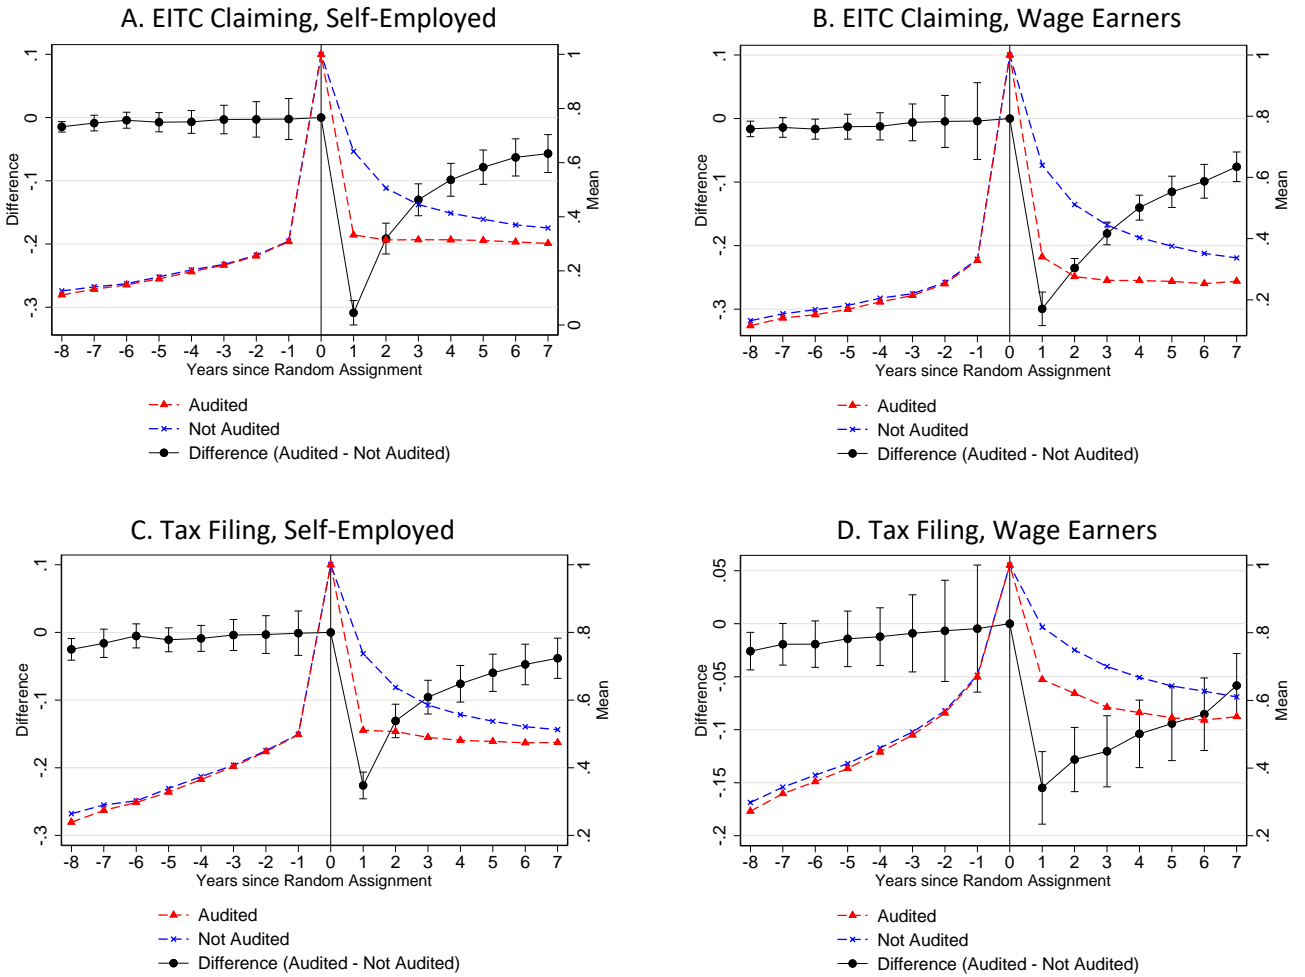 A. EITC Claiming, Self-Employed
Difference
.1
0
-.1
-.2
-.3
Mean
1
.8
.6
.4
.2
0
-8 -7 -6 -5 -4 -3 -2 -1 0 1 2 3 4 5 6 7
Years since Random Assignment
Audited
Not Audited
Difference (Audited - Not Audited)
B. EITC Claiming, Wage Earners
Difference
.1
0
-.1
-.2
-.3
Mean
1
.8
.6
.4
.2
-8 -7 -6 -5 -4 -3 -2 -1 0 1 2 3 4 5 6 7
Years since Random Assignment
Audited
Not Audited
Difference (Audited - Not Audited)
C. Tax Filing, Self-Employed
Difference
.1
0
-.1
-.2
-.3
Mean
1
.8
.6
.4
.2
-8 -7 -6 -5 -4 -3 -2 -1 0 1 2 3 4 5 6 7
Years since Random Assignment
Audited
Not Audited
Difference (Audited - Not Audited)
D. Tax Filing, Wage Earners
Difference
.05
0
-.05
-.1
-.15
-.2
Mean
1
.8
.6
.4
.2
-8 -7 -6 -5 -4 -3 -2 -1 0 1 2 3 4 5 6 7
Years since Random Assignment
Audited
Not Audited
Difference (Audited - Not Audited)